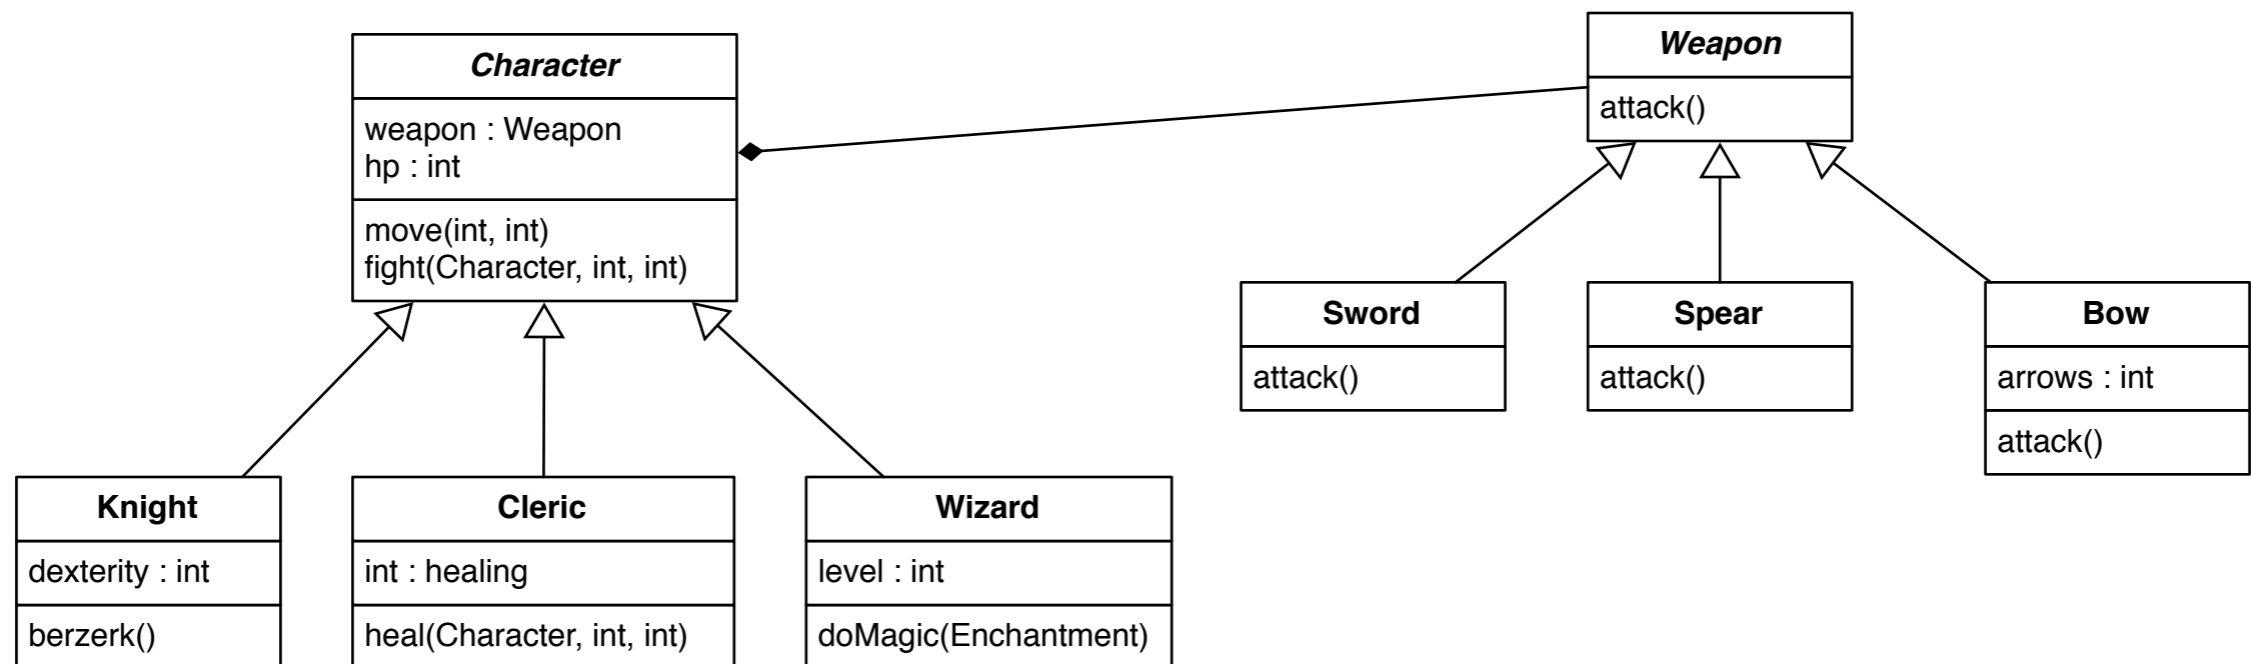 Character
weapon : Weapon
hp : int
move(int, int)
fight(Character, int, int)
Weapon
attack()
Sword
attack()
Spear
attack()
Bow
arrows : int
attack()
Knight
dexterity : int
berzerk()
Cleric
int : healing
heal(Character, int, int)
Wizard
level : int
doMagic(Enchantment)